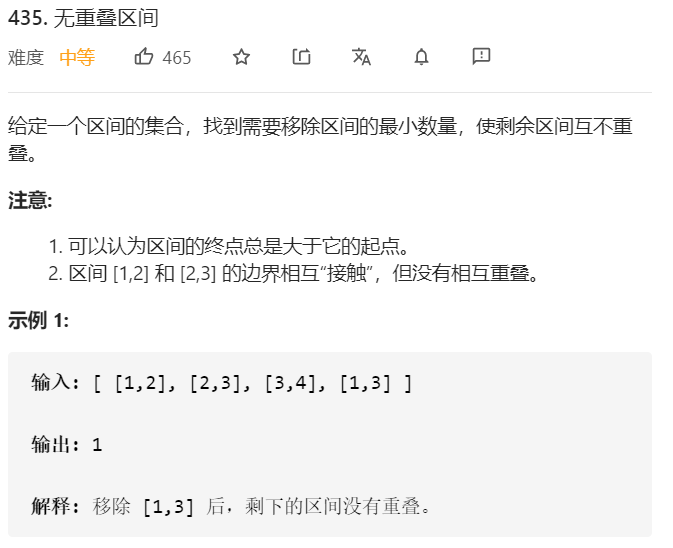 435. 无重叠区间
难度 中等 465
给定一个区间的集合，找到需要移除区间的最小数量，使剩余区间互不重
叠。
注意:
1. 可以认为区间的终点总是大于它的起点。
2. 区间 [1,2] 和 [2,3] 的边界相互“接触”，但没有相互重叠。
示例 1:
输入: [ [1,2], [2,3], [3,4], [1,3] ]
输出: 1
解释: 移除 [1,3] 后，剩下的区间没有重叠。